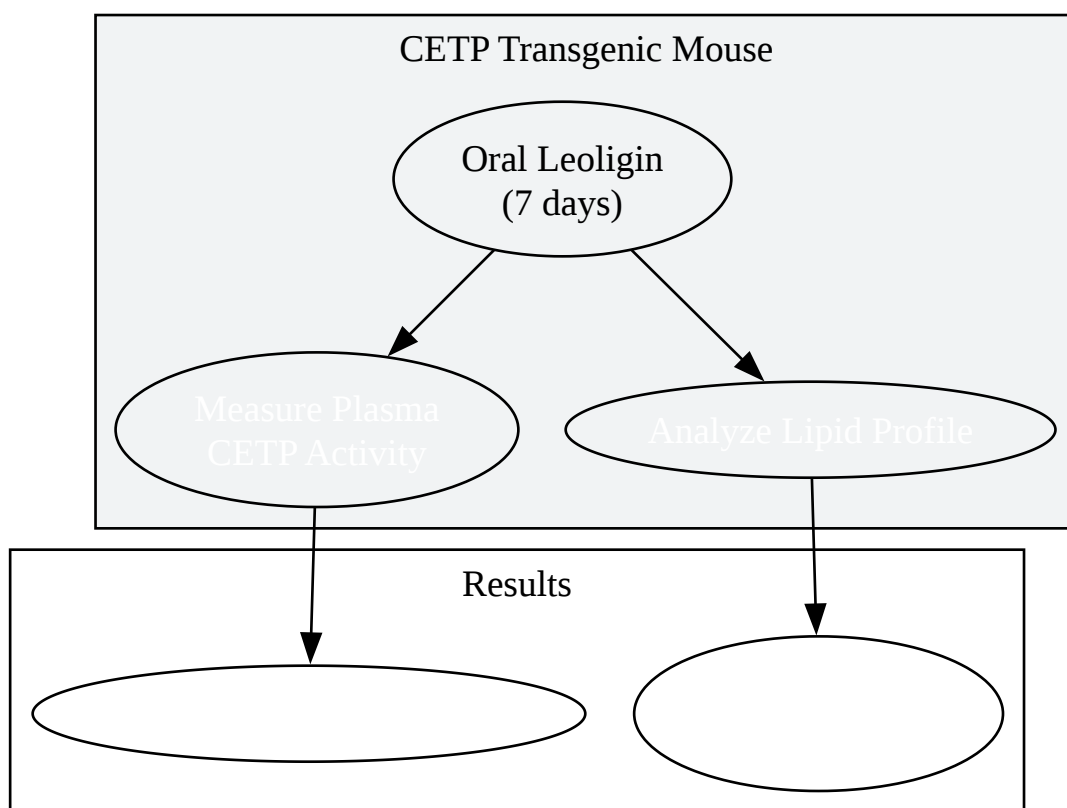 CETP Transgenic Mouse
Oral Leoligin
(7 days)
Measure Plasma
CETP Activity
Analyze Lipid Profile
Results